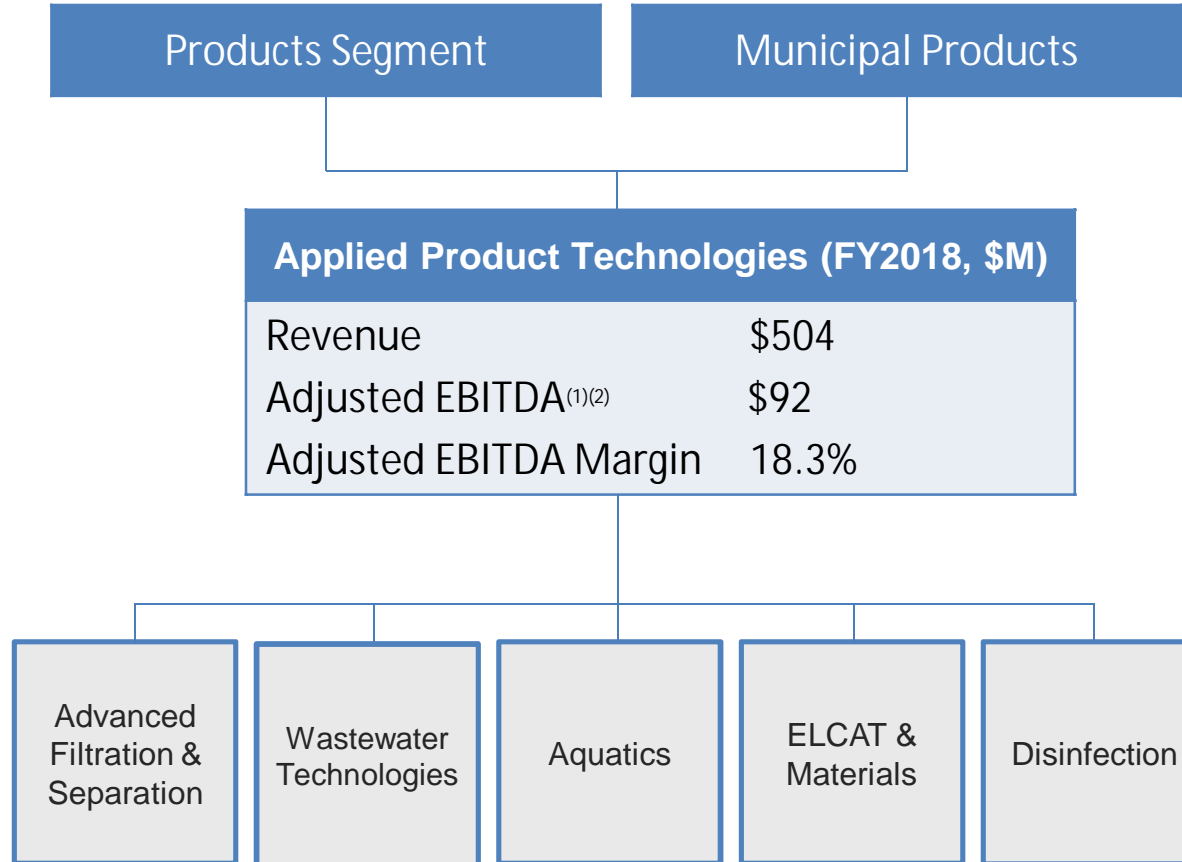 Products Segment
Municipal Products
Applied Product Technologies (FY2018, $M)
Revenue $504
Adjusted EBITDA(1)(2) $92
Adjusted EBITDA Margin 18.3%
Advanced
Filtration &
Separation
Wastewater
Technologies
Aquatics
ELCAT &
Materials
Disinfection